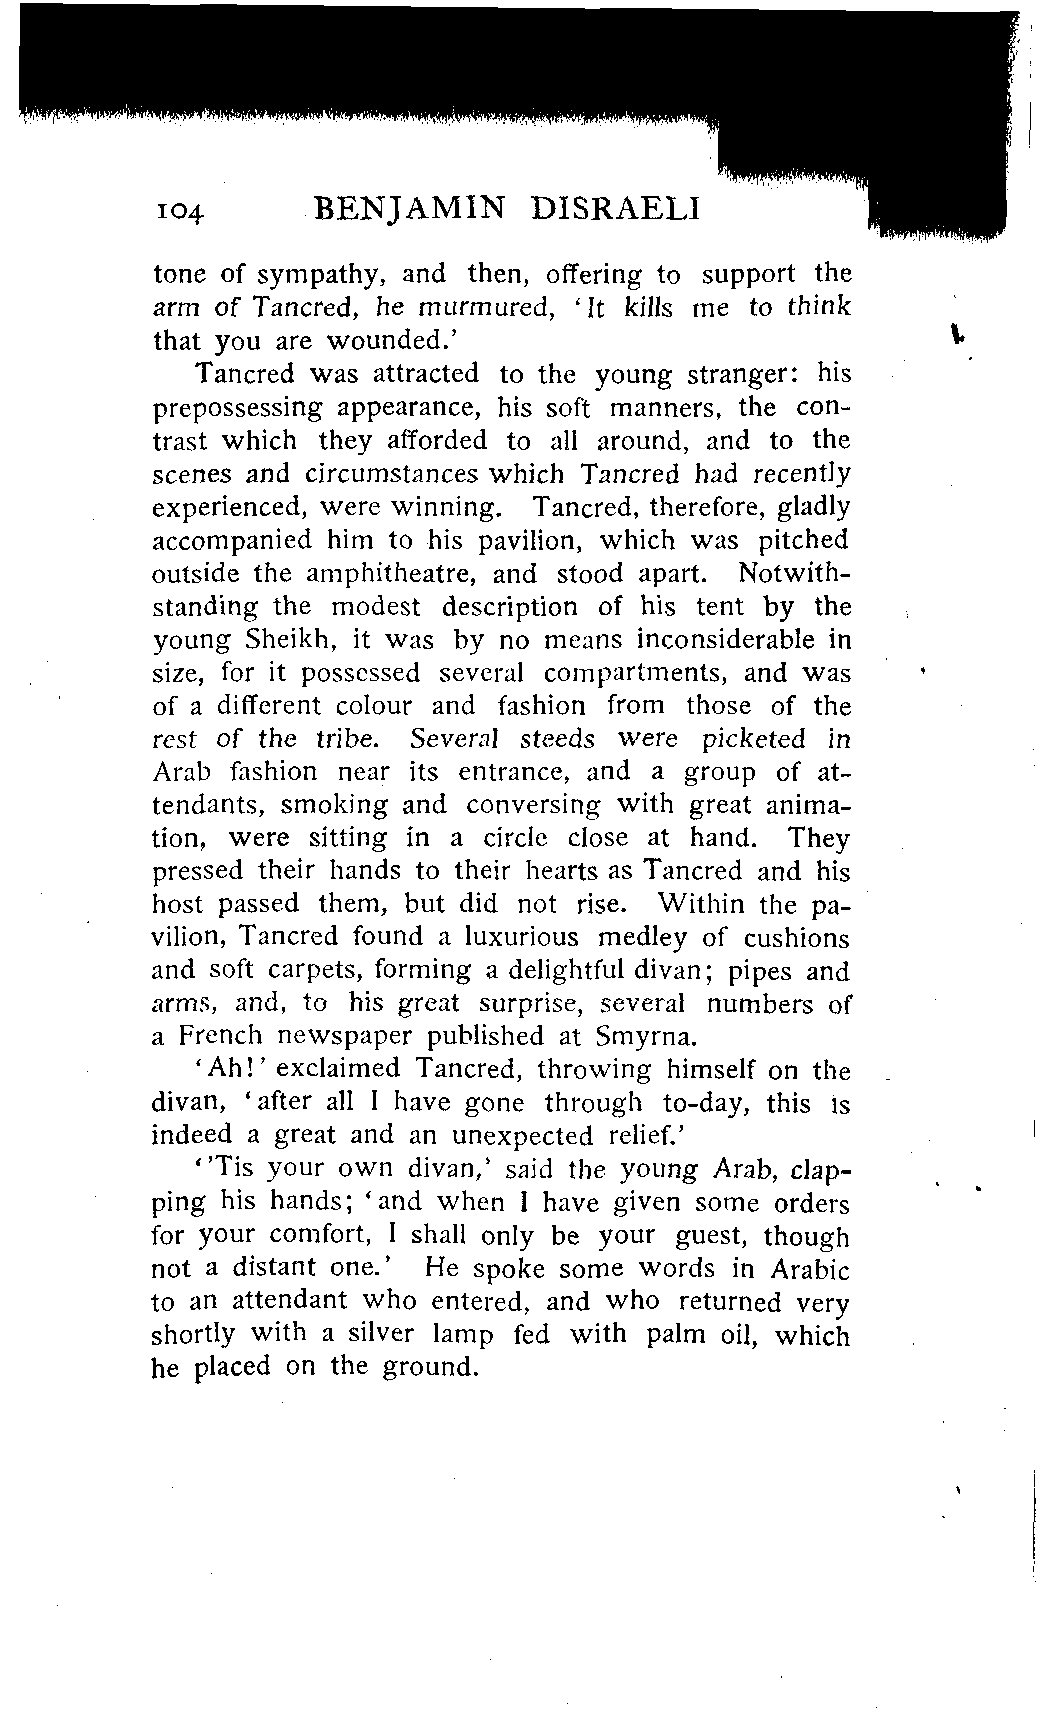 104 BENJAMIN DISRAELI
tone of sympathy, and then, offering to support the
arm of Tancred, he murmured, ‘It kills me to think
that you are wounded.’
Tancred was attracted to the young stranger: his
prepossessing appearance, his soft manners, the con-
trast which they afforded to all around, and to the
scenes and circumstances which Tancred had recently
experienced, were winning. Tancred, therefore, gladly
accompanied him to his pavilion, which was pitched
outside the amphitheatre, and stood apart. Notwith-
standing the modest description of his tent by the
young Sheikh, it was by no means inconsiderable in
size, for it possessed several compartments, and was
of a different colour and fashion from those of the
rest of the tribe. Several steeds were picketed in
Arab fashion near its entrance, and a group of at-
tendants, smoking and conversing with great anima-
tion, were sitting in a circle close at hand. They
pressed their hands to their hearts as Tancred and his
host passed them, but did not rise. Within the pa-
vilion, Tancred found a luxurious medley of cushions
and soft carpets, forming a delightful divan; pipes and
arms, and, to his great surprise, several numbers of
a French newspaper published at Smyrna.
‘Ah!’ exclaimed Tancred, throwing himself on the
divan, ‘after all I have gone through to-day, this is
indeed a great and an unexpected relief.’
‘’Tis your own divan,’ said the young Arab, clap-
ping his hands; ‘and when I have given some orders
for your comfort, I shall only be your guest, though
not a distant one.’ He spoke some words in Arabic
to an attendant who entered, and who returned very
shortly with a silver lamp fed with palm oil, which
he placed on the ground.